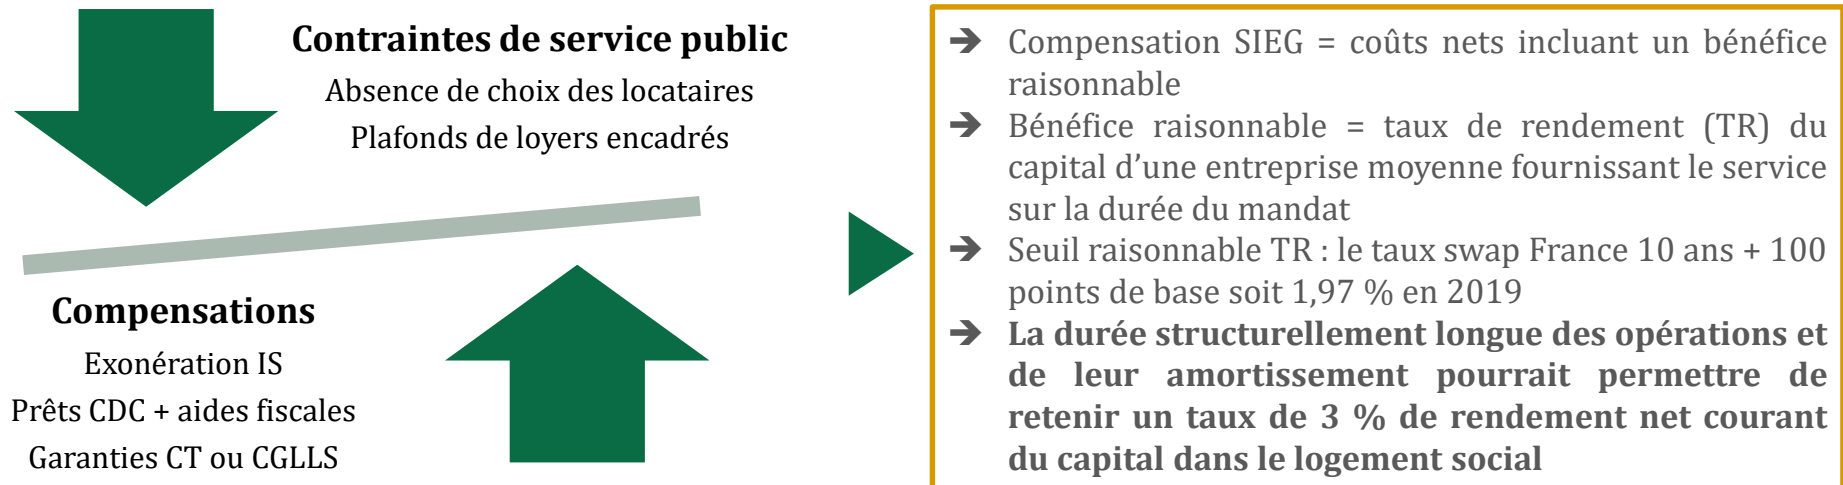 Contraintes de service public
Absence de choix des locataires
Plafonds de loyers encadrés
Compensations
Exonération IS
Prêts CDC + aides fiscales
Garanties CT ou CGLLS
➔ Compensation SIEG = coûts nets incluant un bénéfice
raisonnable
➔ Bénéfice raisonnable = taux de rendement (TR) du
capital d’une entreprise moyenne fournissant le service
sur la durée du mandat
➔ Seuil raisonnable TR : le taux swap France 10 ans + 100
points de base soit 1,97 % en 2019
➔ La durée structurellement longue des opérations et
de leur amortissement pourrait permettre de
retenir un taux de 3 % de rendement net courant
du capital dans le logement social